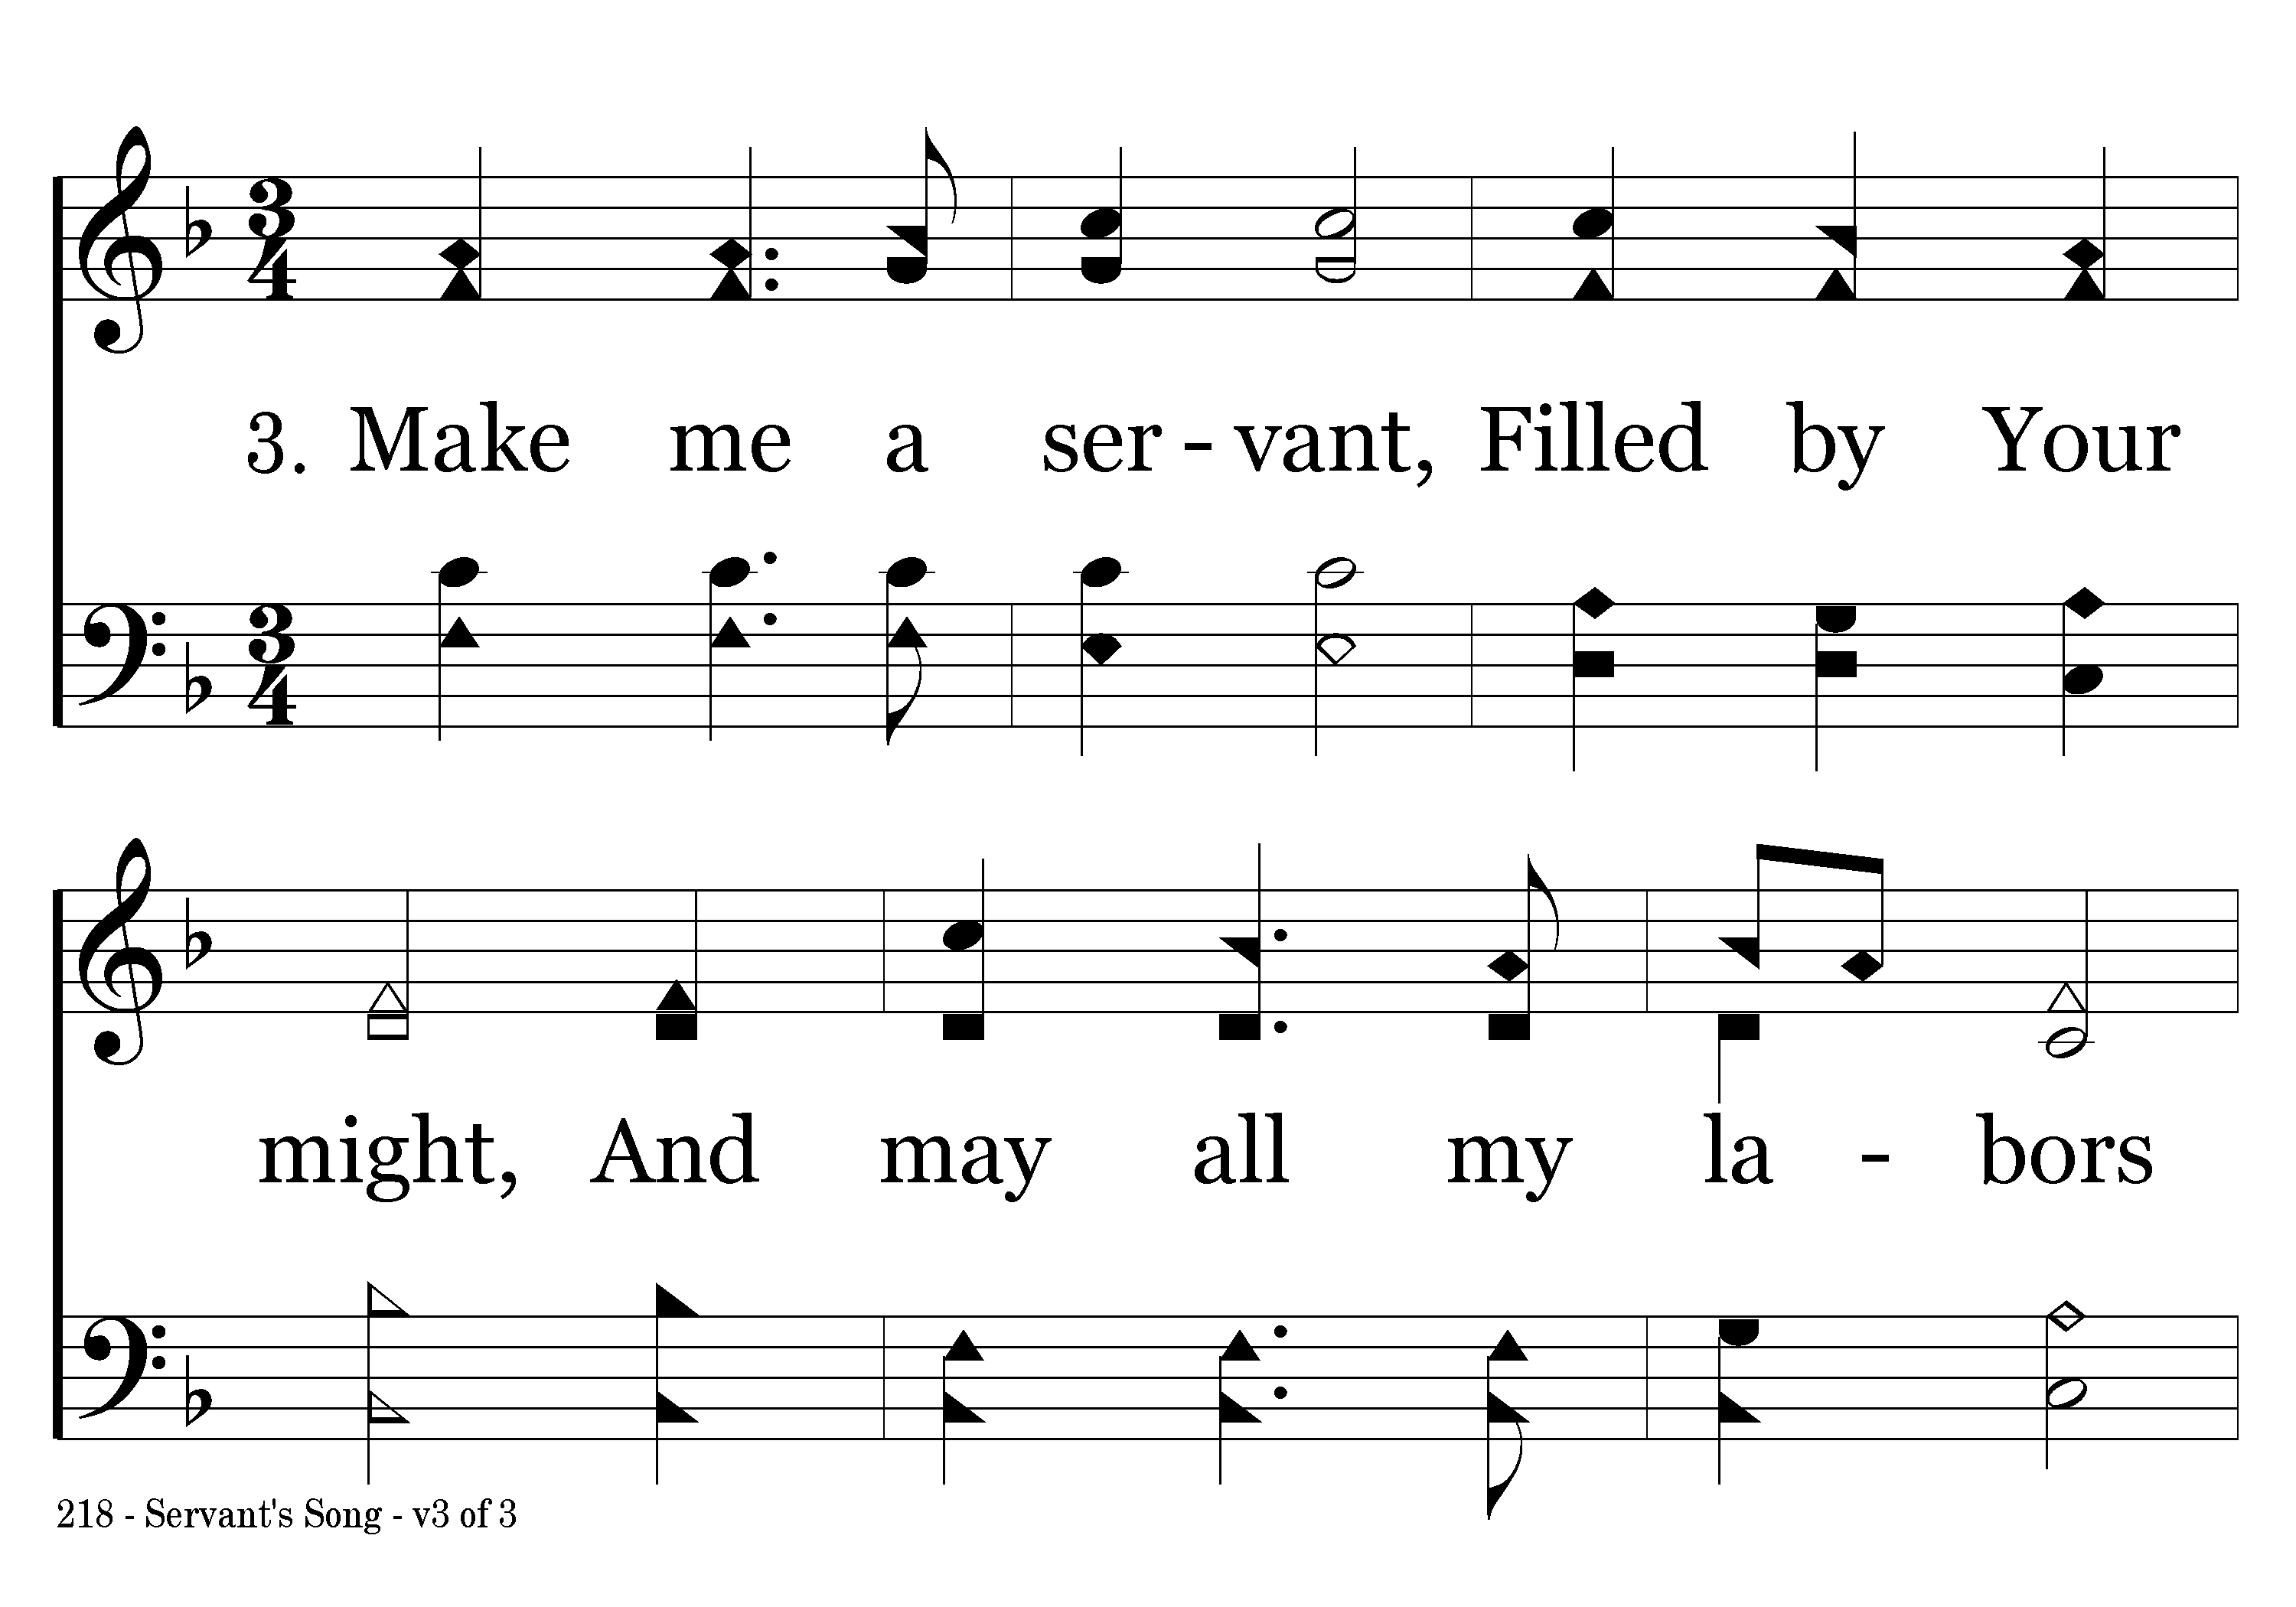 3. Make me a ser - vant, Filled by Your
might, And may all my la - bors
218 - Servant's Song - v3 of 3